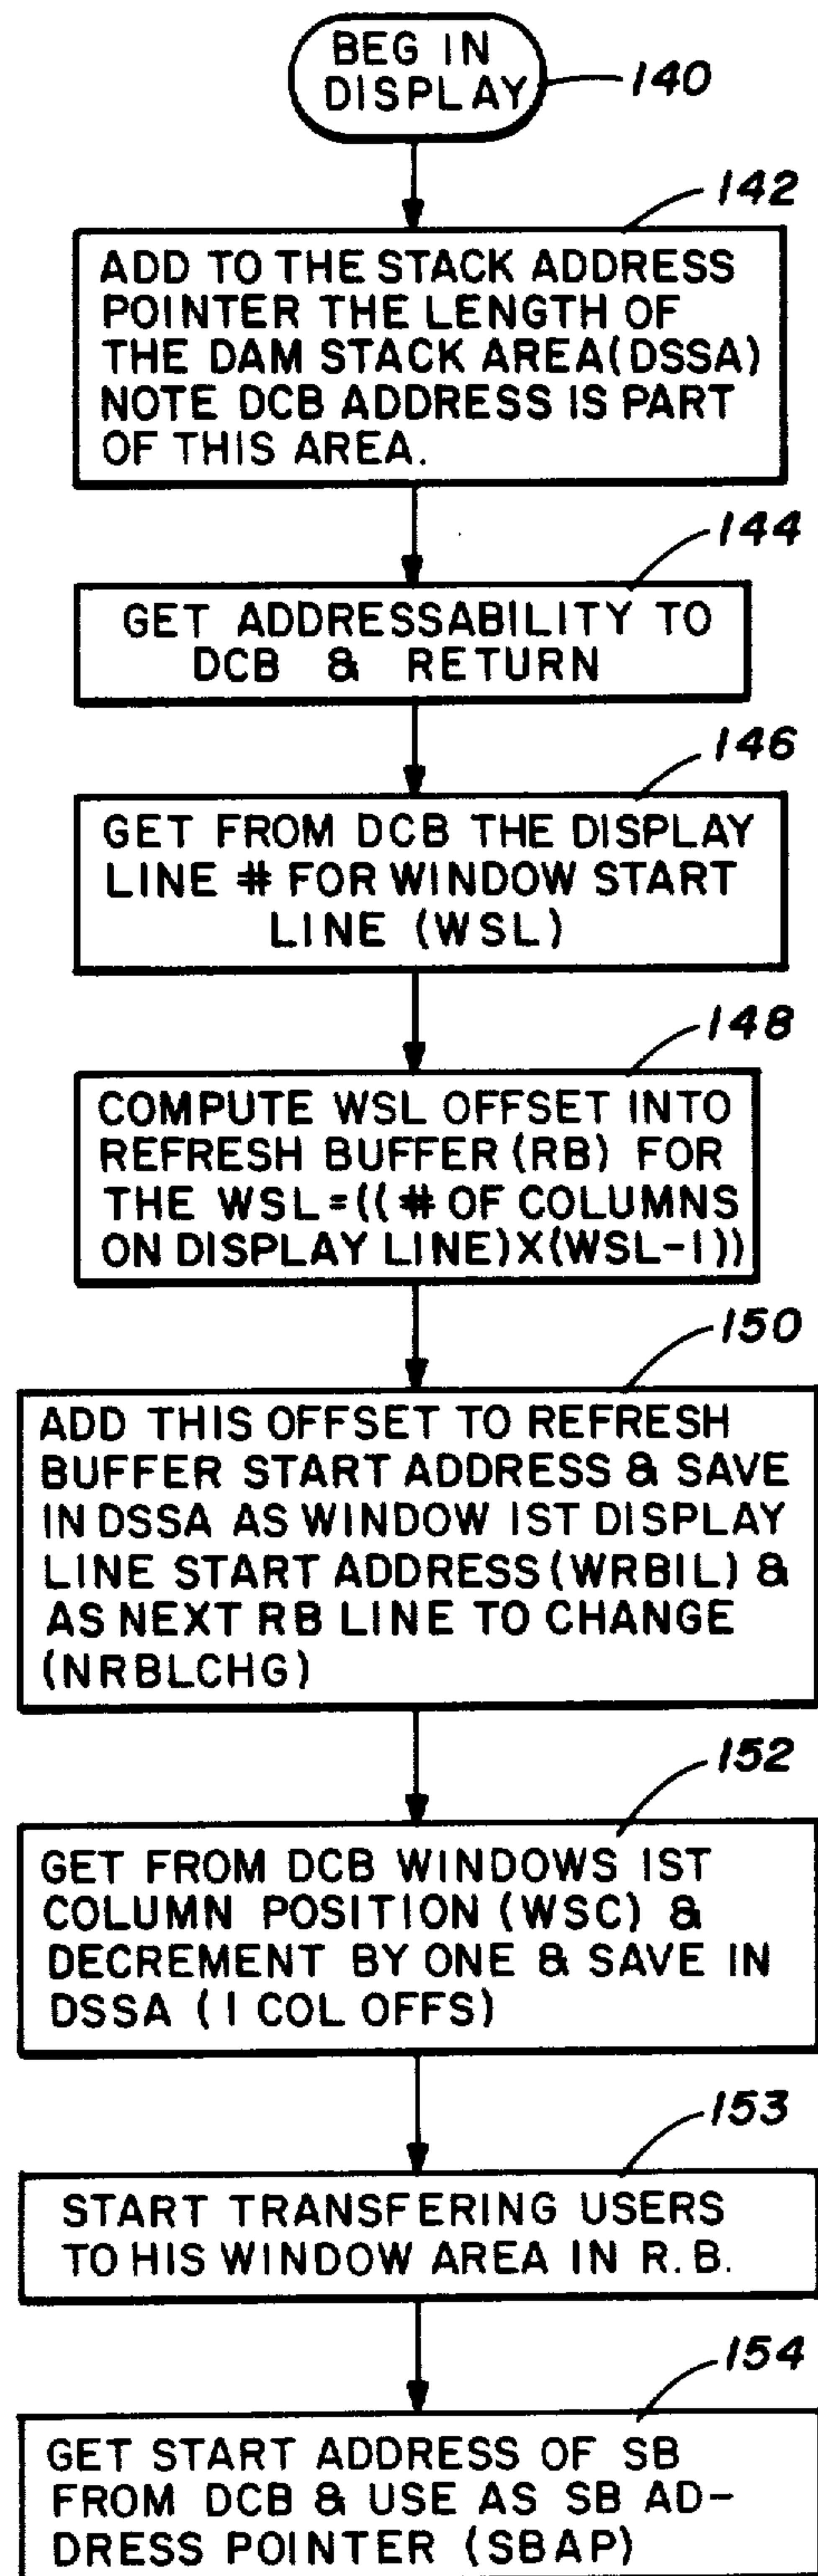 BEGIN
DISPLAY
140
142
ADD TO THE STACK ADDRESS
POINTER THE LENGTH OF
THE DAM STACK AREA(DSSA)
NOTE DCB ADDRESS IS PART
OF THIS AREA.
144
GET ADDRESSABILITY TO
DCB & RETURN
146
GET FROM DCB THE DISPLAY
LINE # FOR WINDOW START
LINE (WSL)
148
COMPUTE WSL OFFSET INTO
REFRESH BUFFER (RB) FOR
THE WSL=((# OF COLUMNS
ON DISPLAY LINE)X(WSL-1))
150
ADD THIS OFFSET TO REFRESH
BUFFER START ADDRESS & SAVE
IN DSSA AS WINDOW 1ST DISPLAY
LINE START ADDRESS (WRB1L) &
AS NEXT RB LINE TO CHANGE
(NRBLCHG)
152
GET FROM DCB WINDOWS 1ST
COLUMN POSITION (WSC) &
DECREMENT BY ONE & SAVE IN
DSSA (1 COL OFFS)
153
START TRANSFERING USERS
TO HIS WINDOW AREA IN R.B.
154
GET START ADDRESS OF SB
FROM DCB & USE AS SB AD-
DRESS POINTER (SBAP)